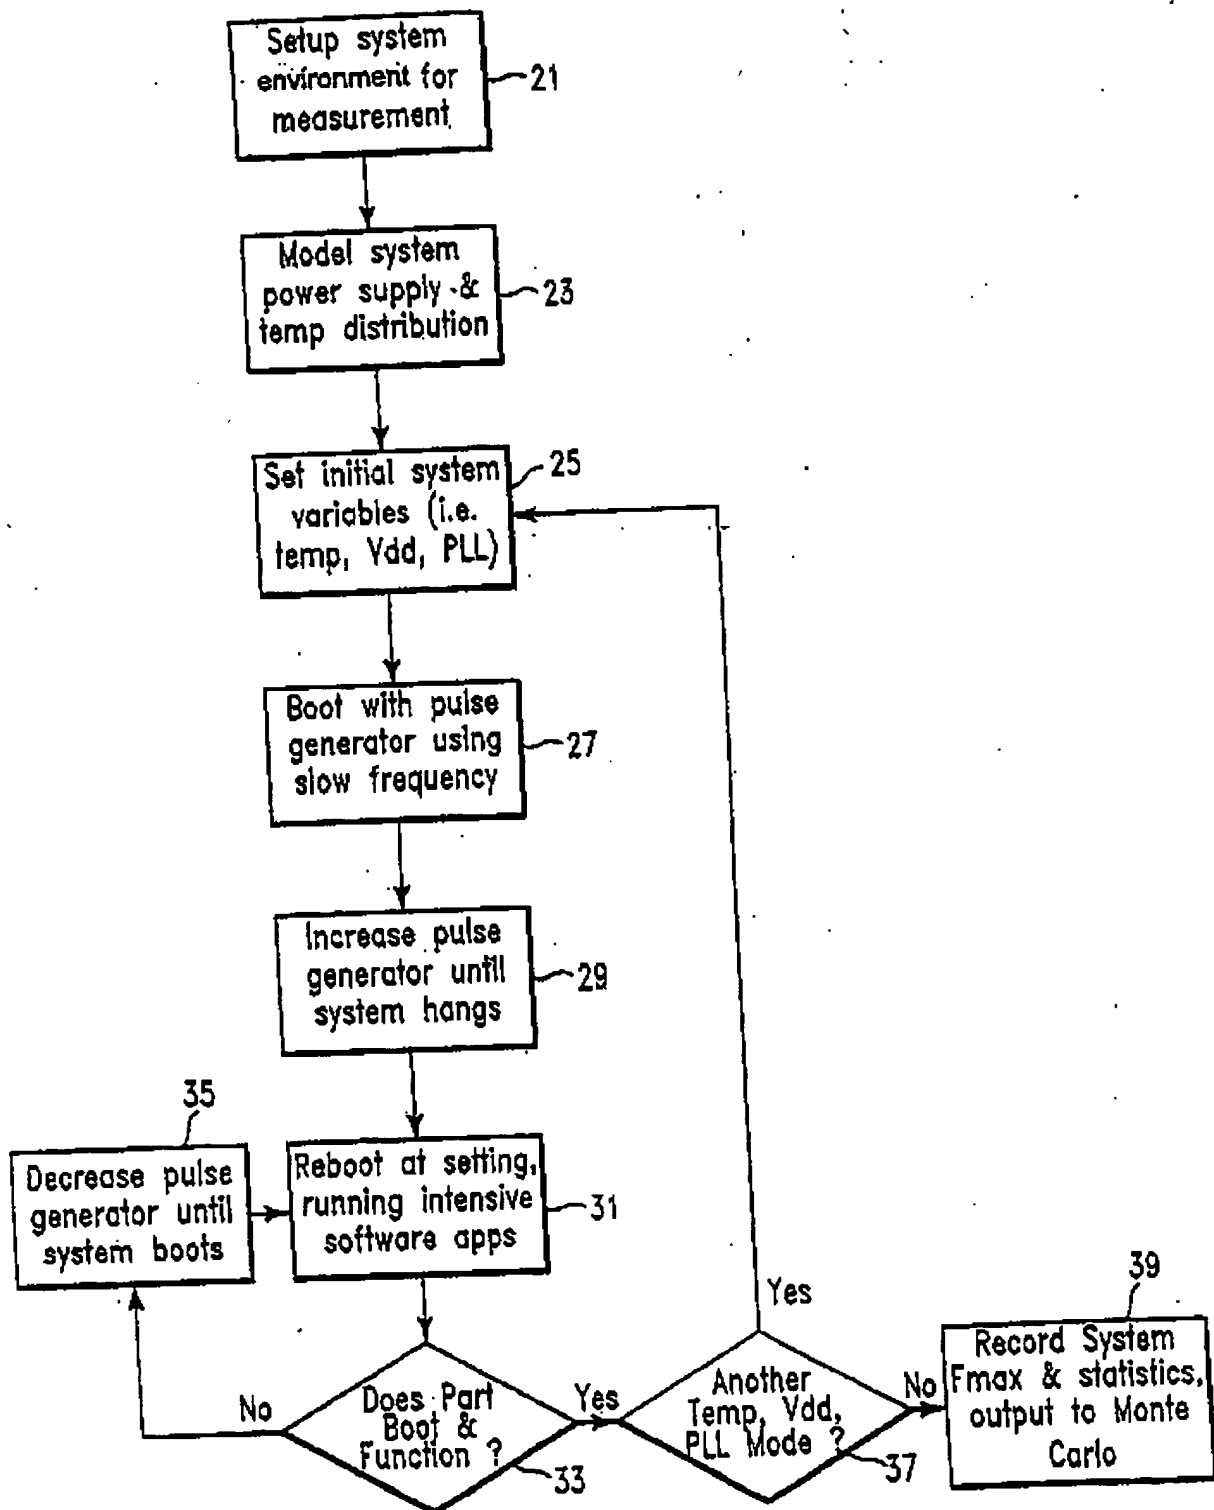 Setup system
environment for
measurement
21
Model system
power supply &
temp distribution
23
Set initial system
variables (i.e.
temp, Vdd, PLL)
25
Boot with pulse
generator using
slow frequency
27
Increase pulse
generator until
system hangs
29
35
Decrease pulse
generator until
system boots
Reboot at setting,
running intensive
software apps
31
Does Part
Boot &
Function ?
33
No
Yes
Another
Temp, Vdd,
PLL Mode ?
37
Yes
No
39
Record System
Fmax & statistics,
output to Monte
Carlo